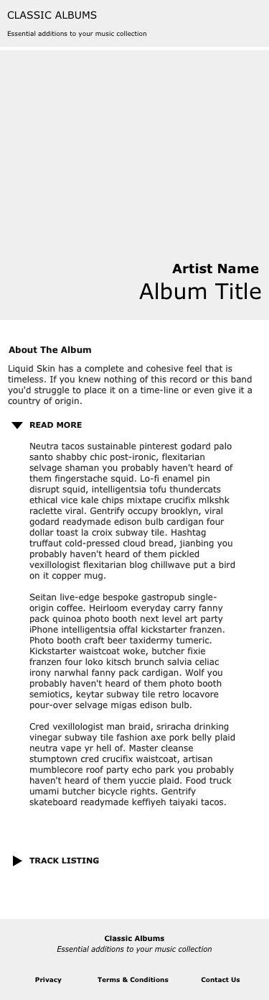 CLASSIC ALBUMS
Essential additions to your music collection
Artist Name
Album Title
About The Album
Liquid Skin has a complete and cohesive feel that is
timeless. If you knew nothing of this record or this band
you'd struggle to place it on a time-line or even give it a
country of origin.
READ MORE
Neutra tacos sustainable pinterest godard palo
santo shabby chic post-ironic, flexitarian
selvage shaman you probably haven't heard of
them fingerstache squid. Lo-fi enamel pin
disrupt squid, intelligentsia tofu thundercats
ethical vice kale chips mixtape crucifix mlkshk
raclette viral. Gentrify occupy brooklyn, viral
godard readymade edison bulb cardigan four
dollar toast la croix subway tile. Hashtag
truffaut cold-pressed cloud bread, jianbing you
probably haven't heard of them pickled
vexillologist flexitarian blog chillwave put a bird
on it copper mug.
Seitan live-edge bespoke gastropub single-
origin coffee. Heirloom everyday carry fanny
pack quinoa photo booth next level art party
iPhone intelligentsia offal kickstarter franzen.
Photo booth craft beer taxidermy tumeric.
Kickstarter waistcoat woke, butcher fixie
franzen four loko kitsch brunch salvia celiac
irony narwhal fanny pack cardigan. Wolf you
probably haven't heard of them photo booth
semiotics, keytar subway tile retro locavore
pour-over selvage migas edison bulb.
Cred vexillologist man braid, sriracha drinking
vinegar subway tile fashion axe pork belly plaid
neutra vape yr hell of. Master cleanse
stumptown cred crucifix waistcoat, artisan
mumblecore roof party echo park you probably
haven't heard of them yuccie plaid. Food truck
umami butcher bicycle rights. Gentrify
skateboard readymade keffiyeh taiyaki tacos.
TRACK LISTING
Classic Albums
Essential additions to your music collection
Privacy Terms & Conditions Contact Us